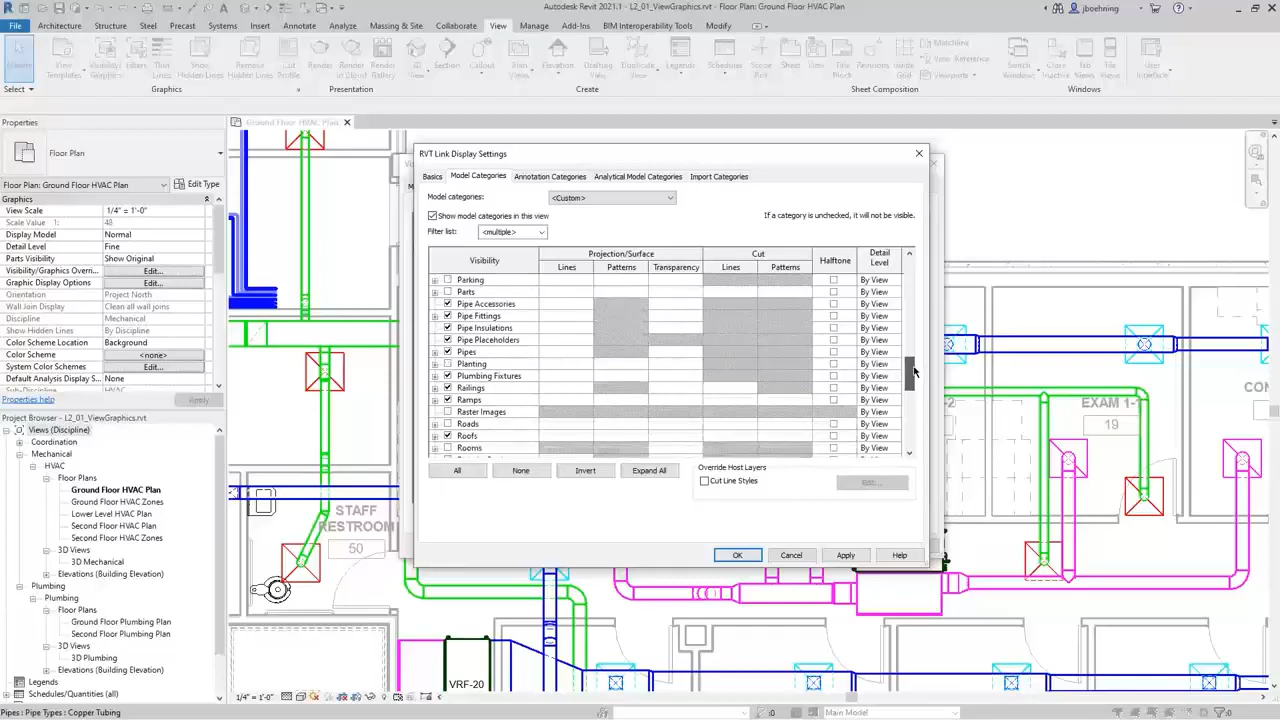 Autodesk Revit 2021.1 - L2_01_ViewGraphics.rvt - Floor Plan: Ground Floor HVAC Plan
jboehning
File Architecture Structure Steel Precast Systems Insert Annotate Analyze Massing & Site Collaborate View Manage Add-Ins BIM Interoperability Tools Modify
Select
Graphics
Presentation
Create
Sheet Composition
Windows
Properties
Ground Floor HVAC Plan
Floor Plan
Floor Plan: Ground Floor HVAC Plan
Edit Type
Graphics
View Scale 1/4" = 1'-0"
Scale Value 1: 48
Display Model Normal
Detail Level Fine
Parts Visibility Show Original
Visibility/Graphics Overri... Edit...
Graphic Display Options Edit...
Orientation Project North
Wall Join Display Clean all wall joins
Discipline Mechanical
Show Hidden Lines By Discipline
Color Scheme Location Background
Color Scheme <none>
System Color Schemes Edit...
Default Analysis Display S... None
Properties help
Apply
Project Browser - L2_01_ViewGraphics.rvt
Views (Discipline)
Coordination
Mechanical
HVAC
Floor Plans
Ground Floor HVAC Plan
Ground Floor HVAC Zones
Lower Level HVAC Plan
Second Floor HVAC Plan
Second Floor HVAC Zones
3D Views
3D Mechanical
Elevations (Building Elevation)
Plumbing
Plumbing
Floor Plans
Ground Floor Plumbing Plan
Second Floor Plumbing Plan
3D Views
3D Plumbing
Elevations (Building Elevation)
Legends
Schedules/Quantities (all)
RVT Link Display Settings
Basics Model Categories Annotation Categories Analytical Model Categories Import Categories
Model categories: <Custom>
Show model categories in this view
If a category is unchecked, it will not be visible.
Filter list: <multiple>
Visibility Projection/Surface Cut Halftone Detail Level
Lines Patterns Transparency Lines Patterns
Parking By View
Parts By View
Pipe Accessories By View
Pipe Fittings By View
Pipe Insulations By View
Pipe Placeholders By View
Pipes By View
Planting By View
Plumbing Fixtures By View
Railings By View
Ramps By View
Raster Images By View
Roads By View
Roofs By View
Rooms By View
All None Invert Expand All
Override Host Layers
Cut Line Styles
Edit...
OK Cancel Apply Help
STAFF
RESTROOM
50
EXAM 1-
19
VRF-20
1/4" = 1'-0"
Pipes : Pipe Types : Copper Tubing
:0
Main Model
:0